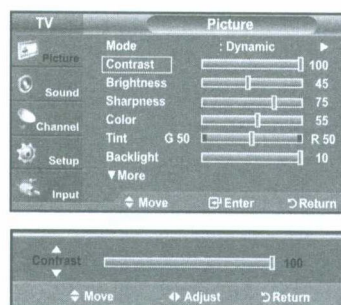 TV Picture
Mode : Dynamic
Picture Contrast 100
Brightness 45
Sound Sharpness 75
Color 55
Channel Tint G 50 R 50
Setup Backlight 10
▼More
Input
Move Enter Return
Contrast 100
Move Adjust Return